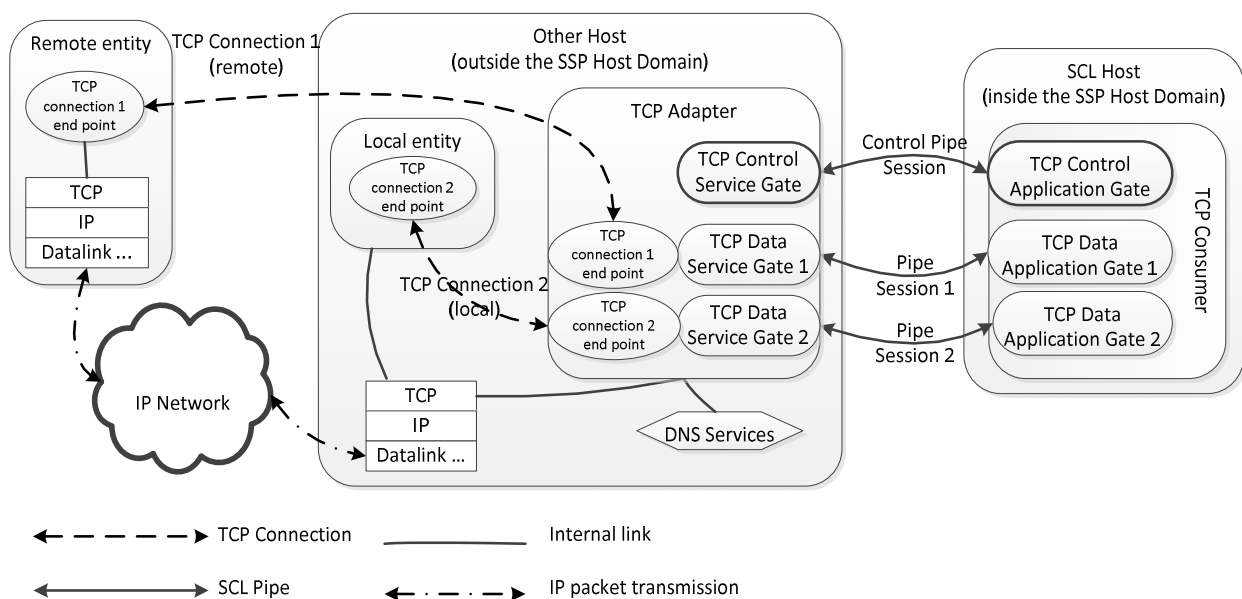 Remote entity
TCP
connection 1
end point
TCP
IP
Datalink ...
TCP Connection 1
(remote)
IP Network
Other Host
(outside the SSP Host Domain)
Local entity
TCP
connection 2
end point
TCP Connection 2
(local)
TCP
IP
Datalink ...
TCP Adapter
TCP Control
Service Gate
TCP
connection 1
end point
TCP Data
Service Gate 1
TCP
connection 2
end point
TCP Data
Service Gate 2
DNS Services
Control Pipe
Session
Pipe
Session 1
Pipe
Session 2
SCL Host
(inside the SSP Host Domain)
TCP Control
Application Gate
TCP Data
Application Gate 1
TCP Data
Application Gate 2
TCP Consumer
TCP Connection
Internal link
SCL Pipe
IP packet transmission